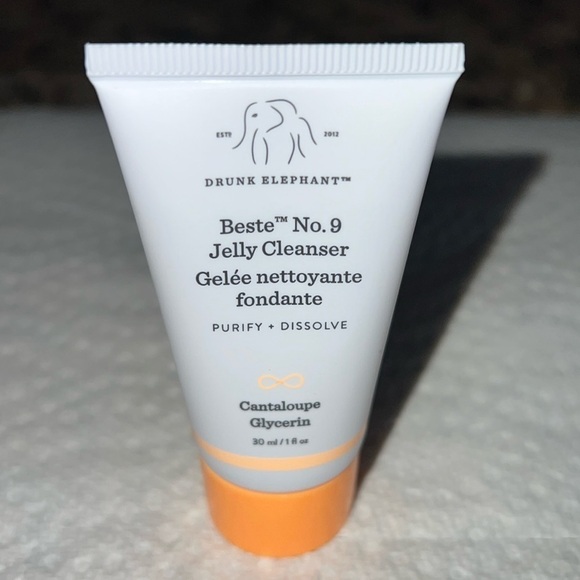 ESTD 2012
DRUNK ELEPHANT™
Beste™ No. 9
Jelly Cleanser
Gelée nettoyante
fondante
PURIFY + DISSOLVE
Cantaloupe
Glycerin
30 ml / 1 fl oz